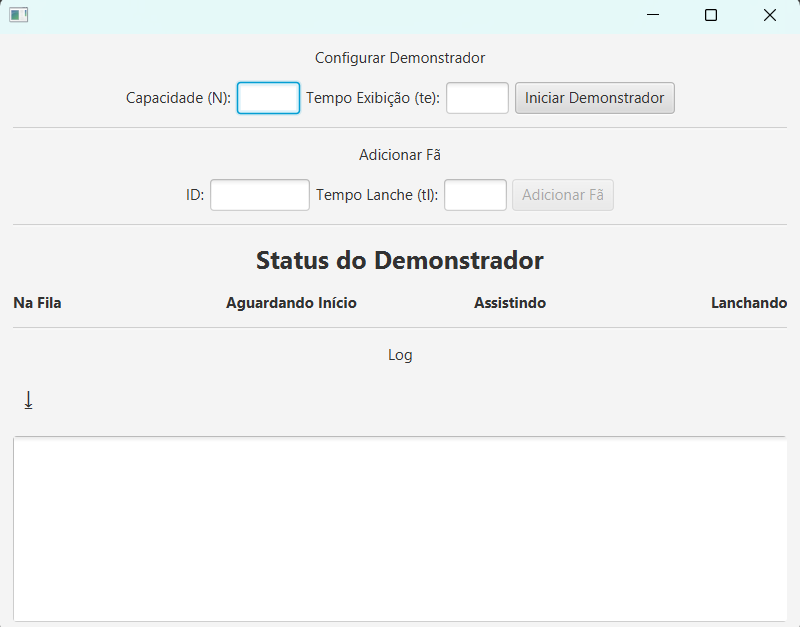 Configurar Demonstrador
Capacidade (N): Tempo Exibição (te): Iniciar Demonstrador
Adicionar Fã
ID: Tempo Lanche (tl): Adicionar Fã
Status do Demonstrador
Na Fila Aguardando Início Assistindo Lanchando
Log